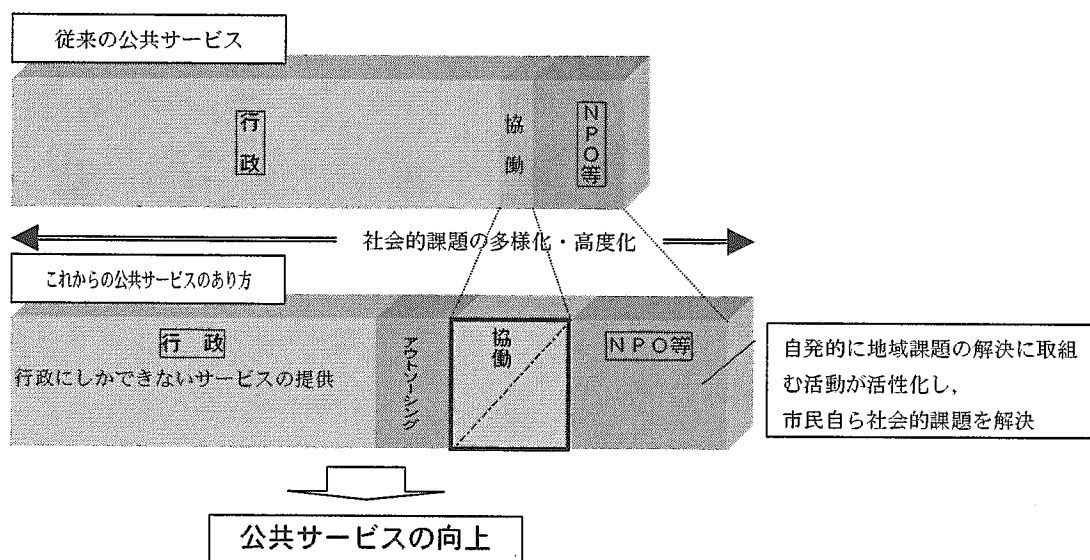 従来の公共サービス
行政
協働
NPO等
社会的課題の多様化・高度化
これからの公共サービスのあり方
行政
行政にしかできないサービスの提供
アウトソーシング
協働
NPO等
自発的に地域課題の解決に取組
む活動が活性化し,
市民自ら社会的課題を解決
公共サービスの向上